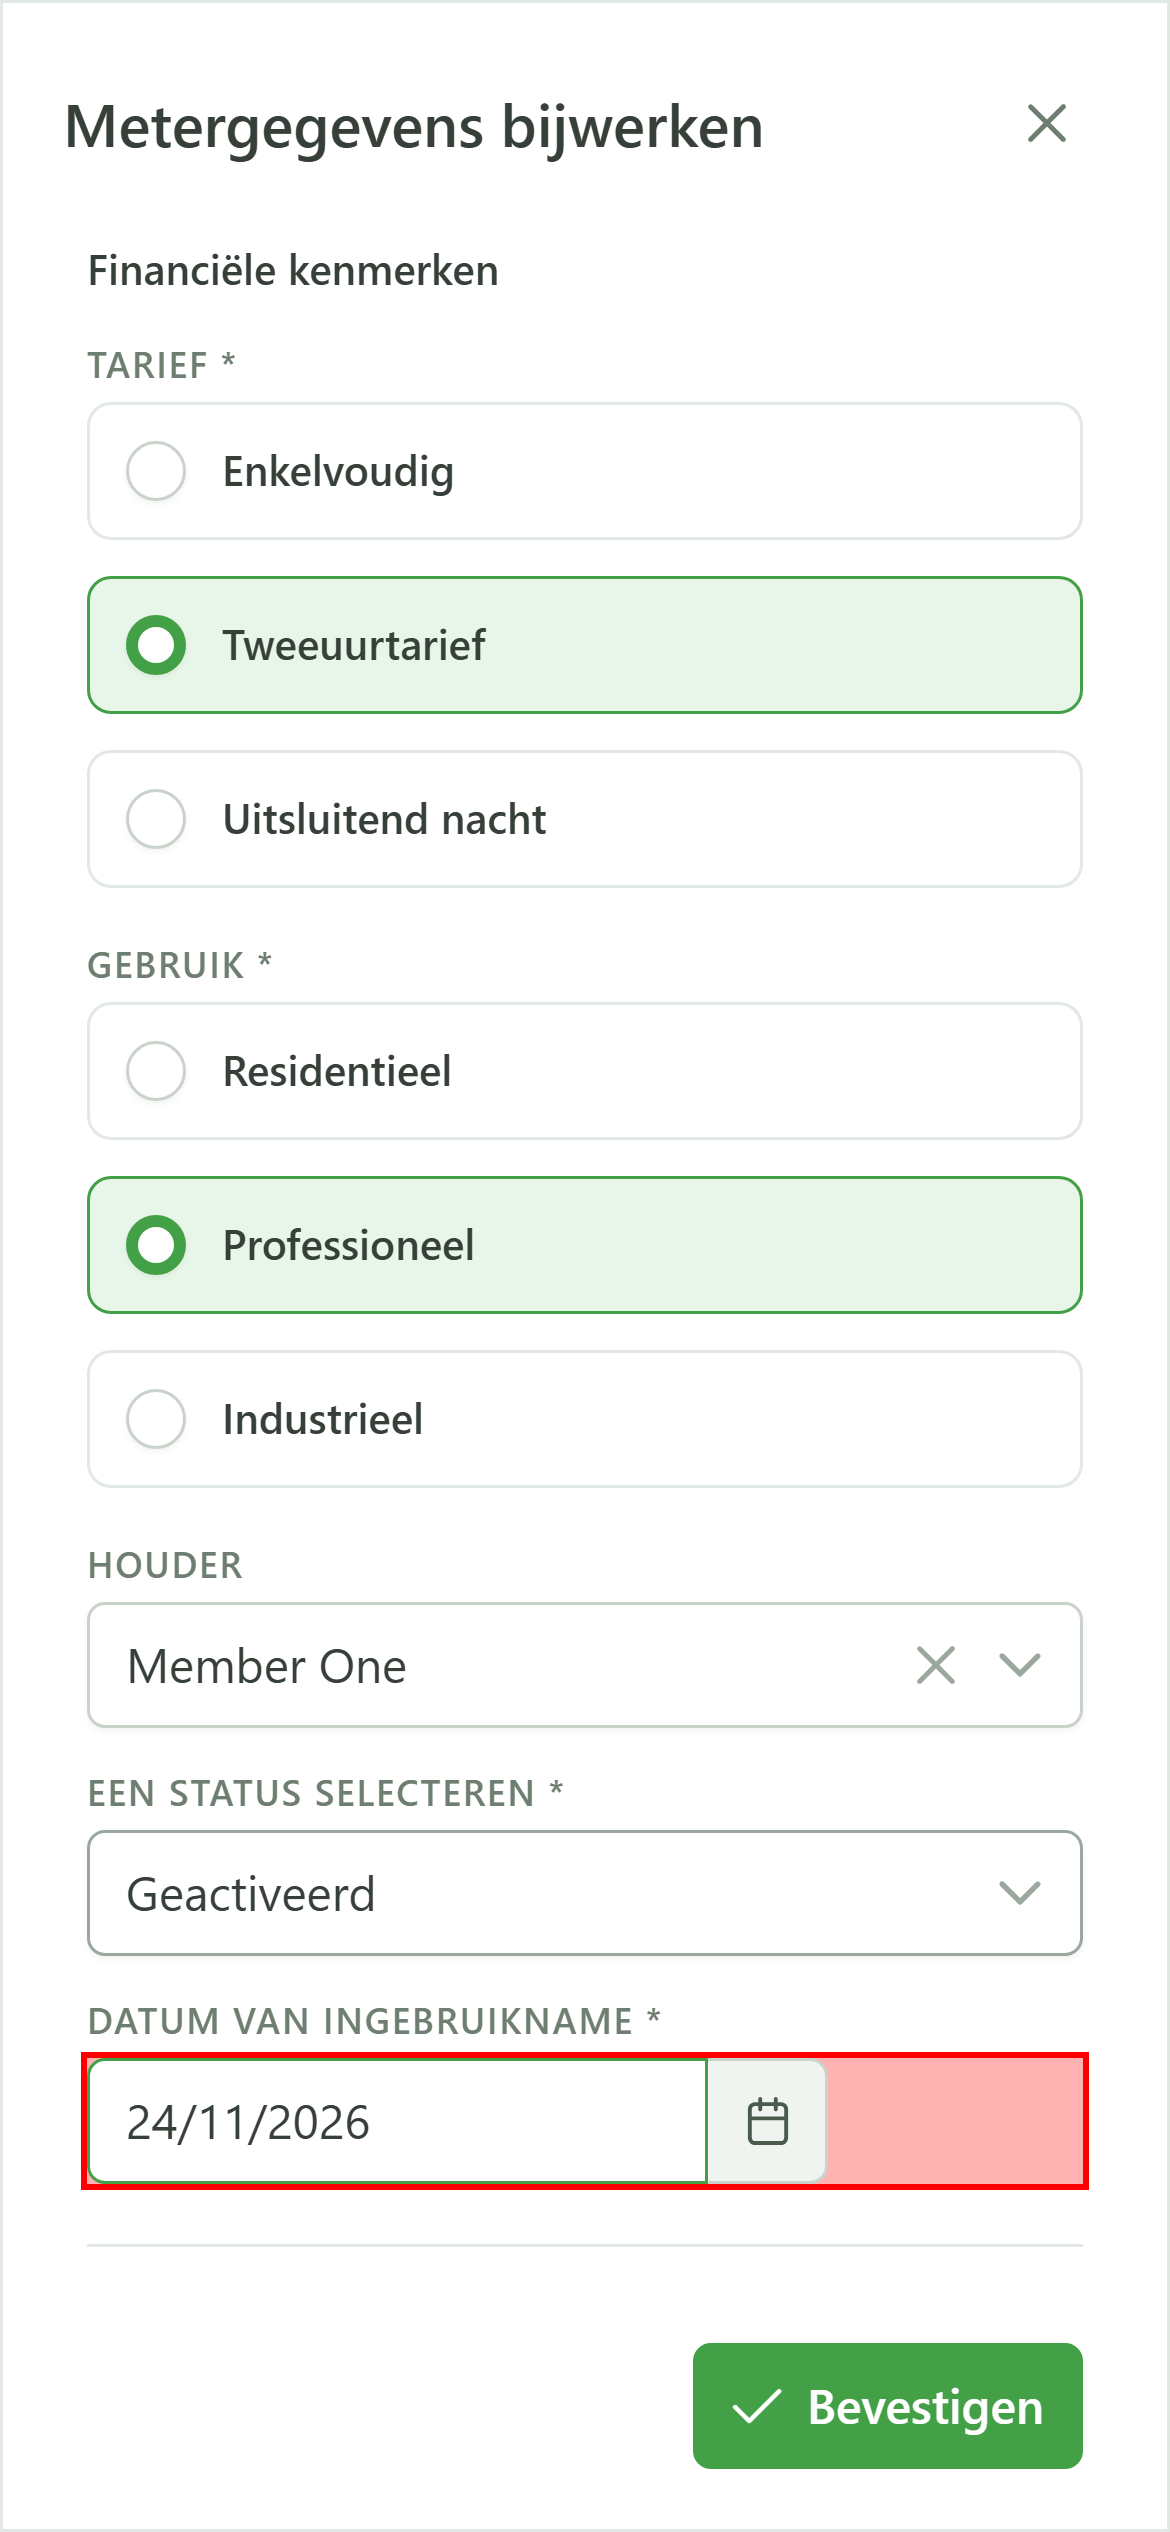 Metergegevens bijwerken
Financiële kenmerken
TARIEF *
Enkelvoudig
Tweeuurtarief
Uitsluitend nacht
GEBRUIK *
Residentieel
Professioneel
Industrieel
HOUDER
Member One
EEN STATUS SELECTEREN *
Geactiveerd
DATUM VAN INGEBRUIKNAME *
24/11/2026
Bevestigen